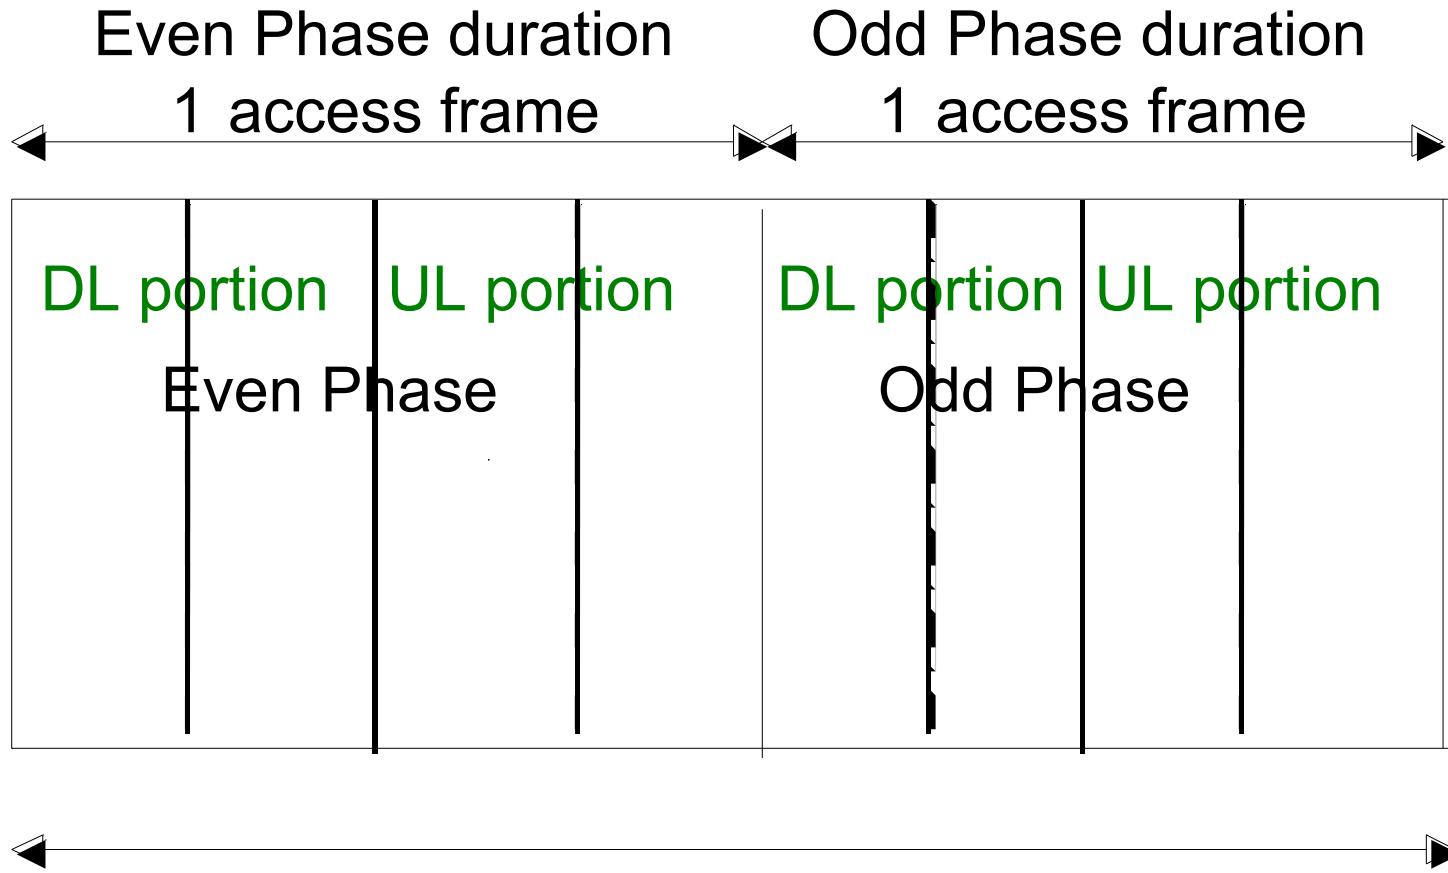 Even Phase duration
1 access frame
Odd Phase duration
1 access frame
DL portion
UL portion
DL portion
UL portion
Even Phase
Odd Phase